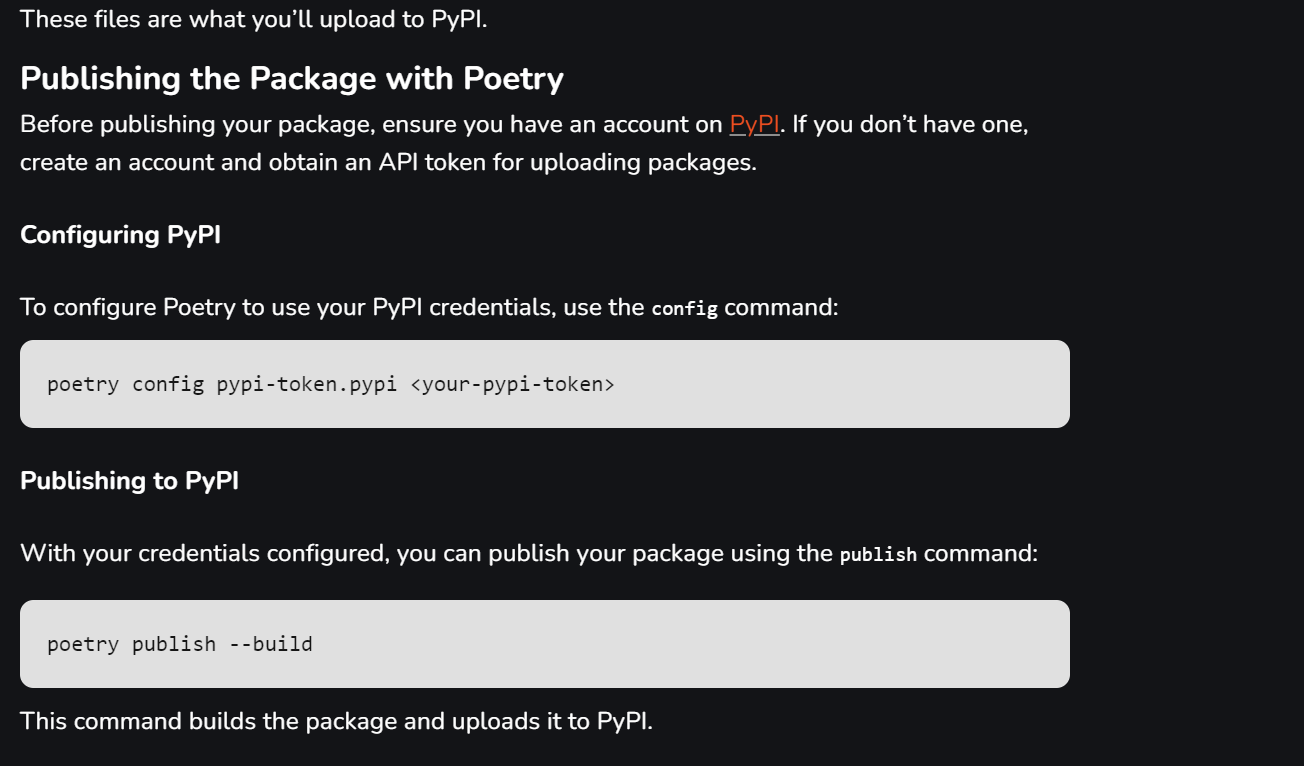 These files are what you’ll upload to PyPI.
Publishing the Package with Poetry
Before publishing your package, ensure you have an account on PyPI. If you don’t have one,
create an account and obtain an API token for uploading packages.
Configuring PyPI
To configure Poetry to use your PyPI credentials, use the config command:
poetry config pypi-token.pypi <your-pypi-token>
Publishing to PyPI
With your credentials configured, you can publish your package using the publish command:
poetry publish --build
This command builds the package and uploads it to PyPI.